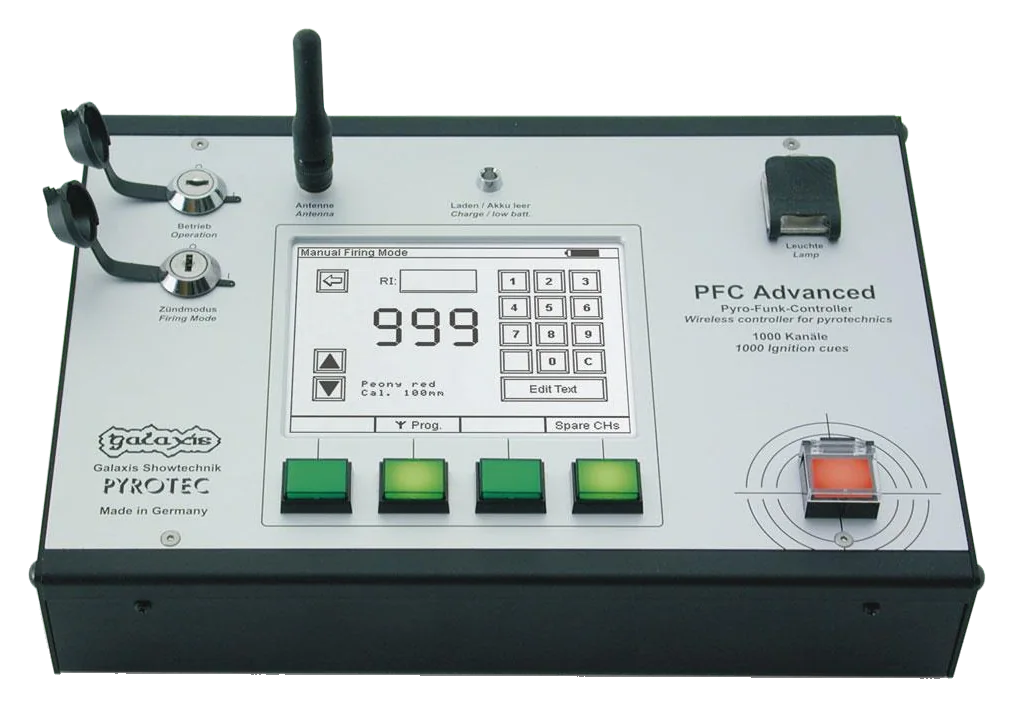 Antenne
Antenna
Laden / Akku leer
Charge / low batt.
Leuchte
Lamp
Betrieb
Operation
Zündmodus
Firing Mode
Manual Firing Mode
RI:
999
1 2 3
4 5 6
7 8 9
0 C
Peony red
Cal. 100mm
Edit Text
Prog.
Spare CHs
PFC Advanced
Pyro-Funk-Controller
Wireless controller for pyrotechnics
1000 Kanäle
1000 Ignition cues
galaxis
Galaxis Showtechnik
PYROTEC
Made in Germany